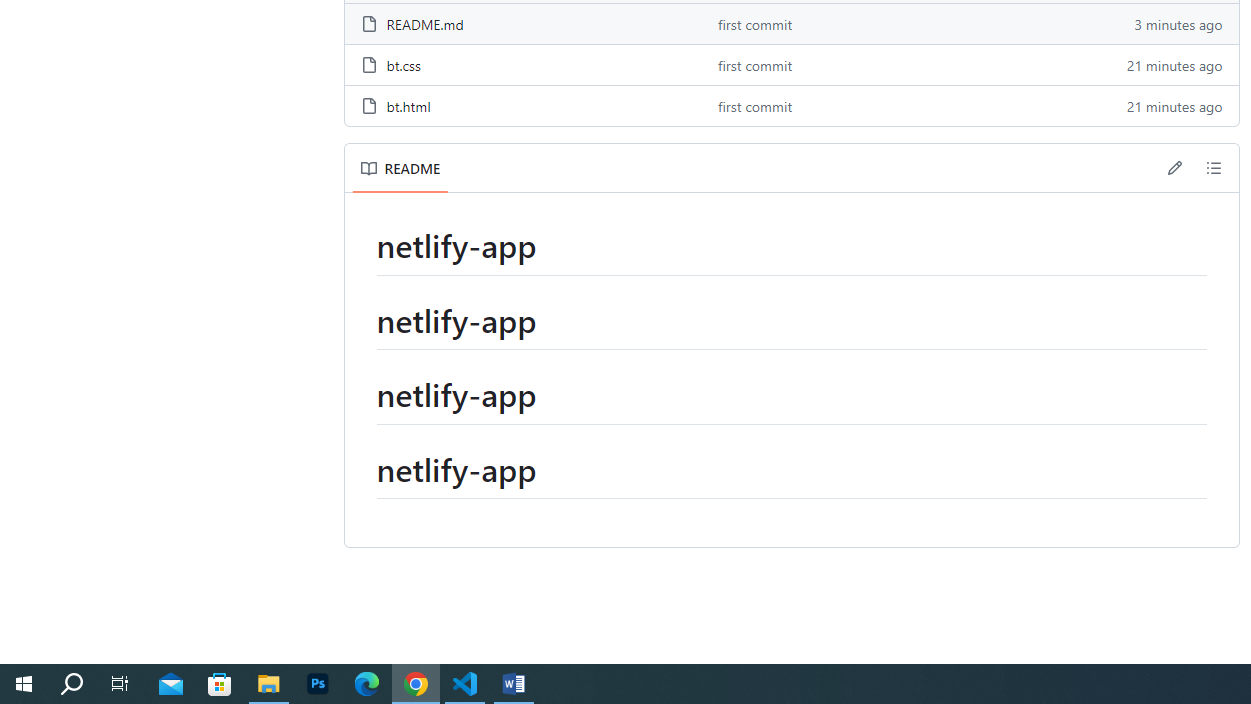 README.md first commit 3 minutes ago
bt.css first commit 21 minutes ago
bt.html first commit 21 minutes ago
README
netlify-app
netlify-app
netlify-app
netlify-app
Ps W